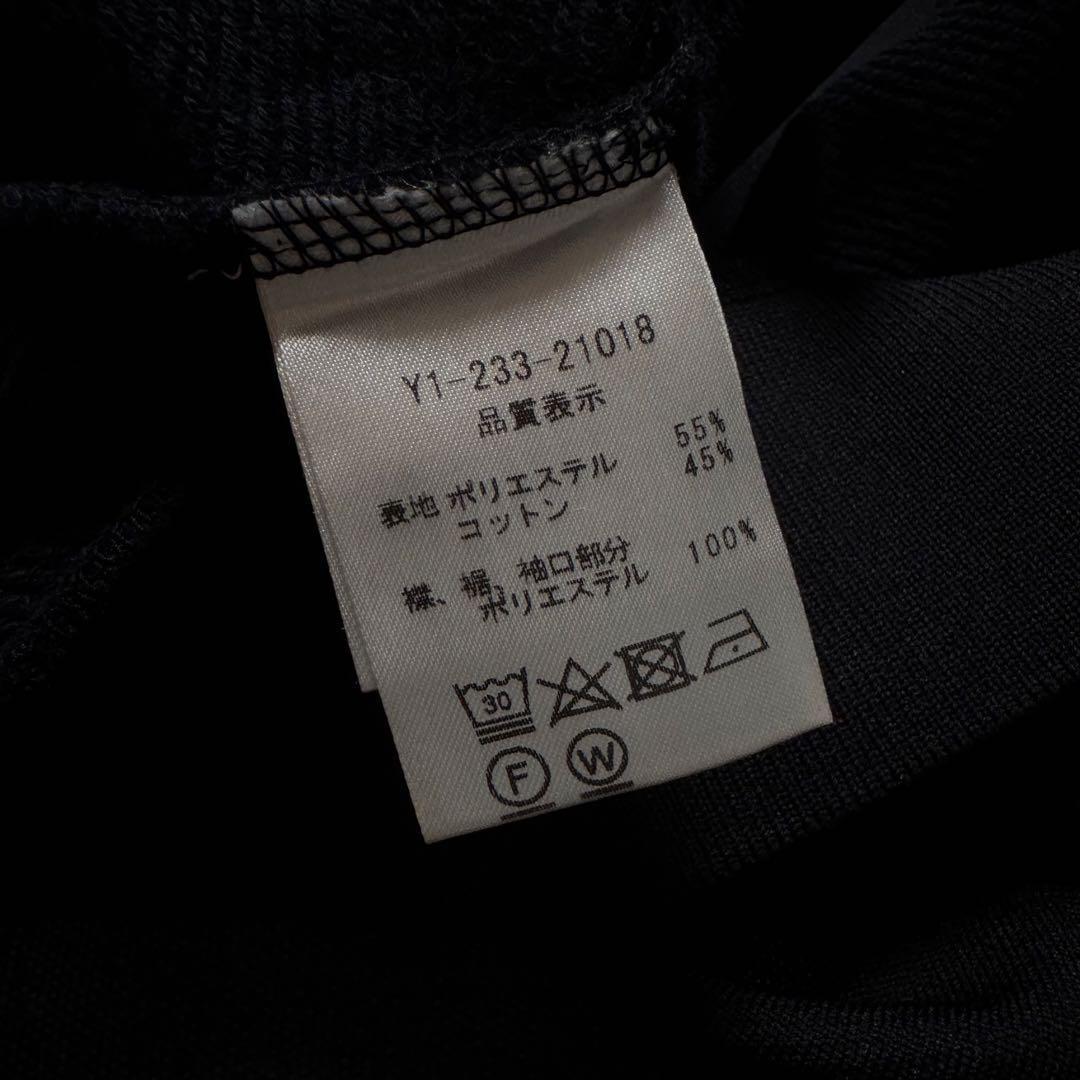 Y1-233-21018
品質表示
表地 ポリエステル 55%
コットン 45%
襟、裾、袖口部分
ポリエステル 100%
30
F W